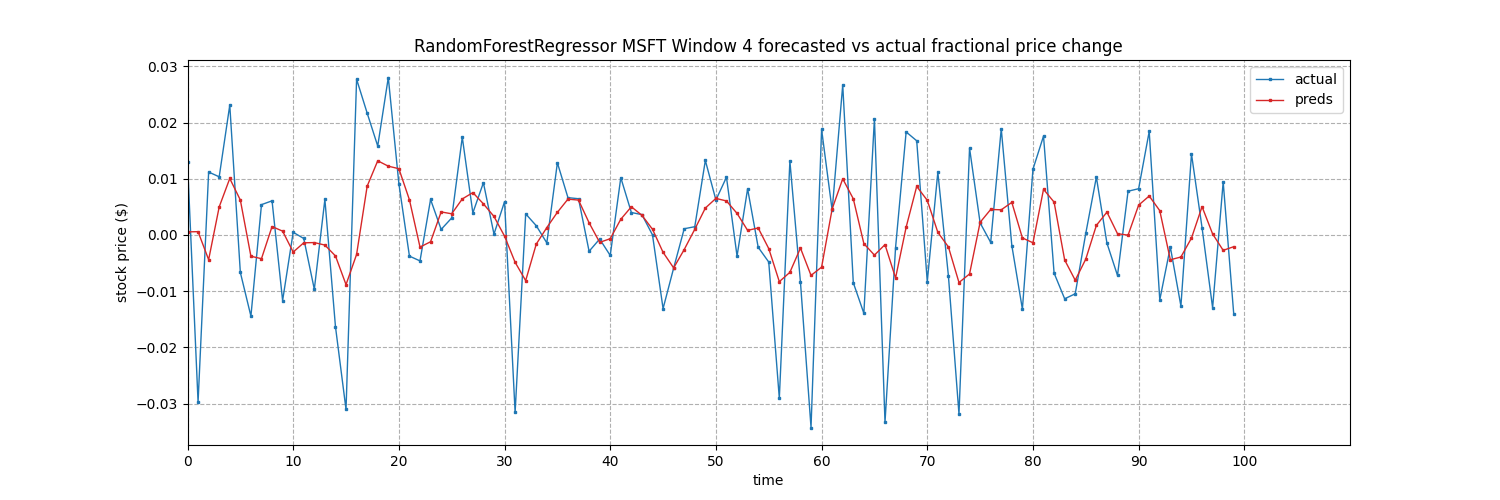 RandomForestRegressor MSFT Window 4 forecasted vs actual fractional price change
actual
preds
stock price ($)
0.03
0.02
0.01
0.00
−0.01
−0.02
−0.03
0 10 20 30 40 50 60 70 80 90 100
time